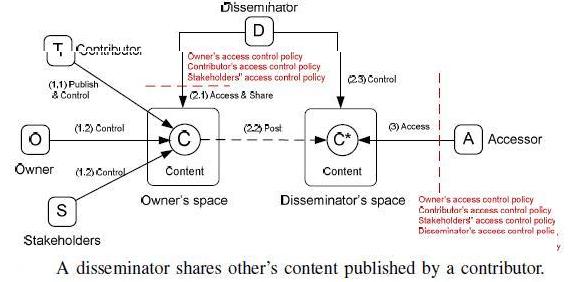 Disseminator
D
T Contributor
Owner's access control policy
Contributor's access control policy
Stakeholders" access control policy
(1,1) Publish
& Control
(2.1) Access & Share
(2.3) Control
O
Owner
(1.2) Control
C
(2.2) Post
C*
(3) Access
A Accessor
(1.2) Control
Content
Content
S
Stakeholders
Owner's space
Disseminator's space
Owner's access control policy
Contributor's access control policy
Stakeholders" access control policy
Disseminator's access control polic,
y
A disseminator shares other's content published by a contributor.